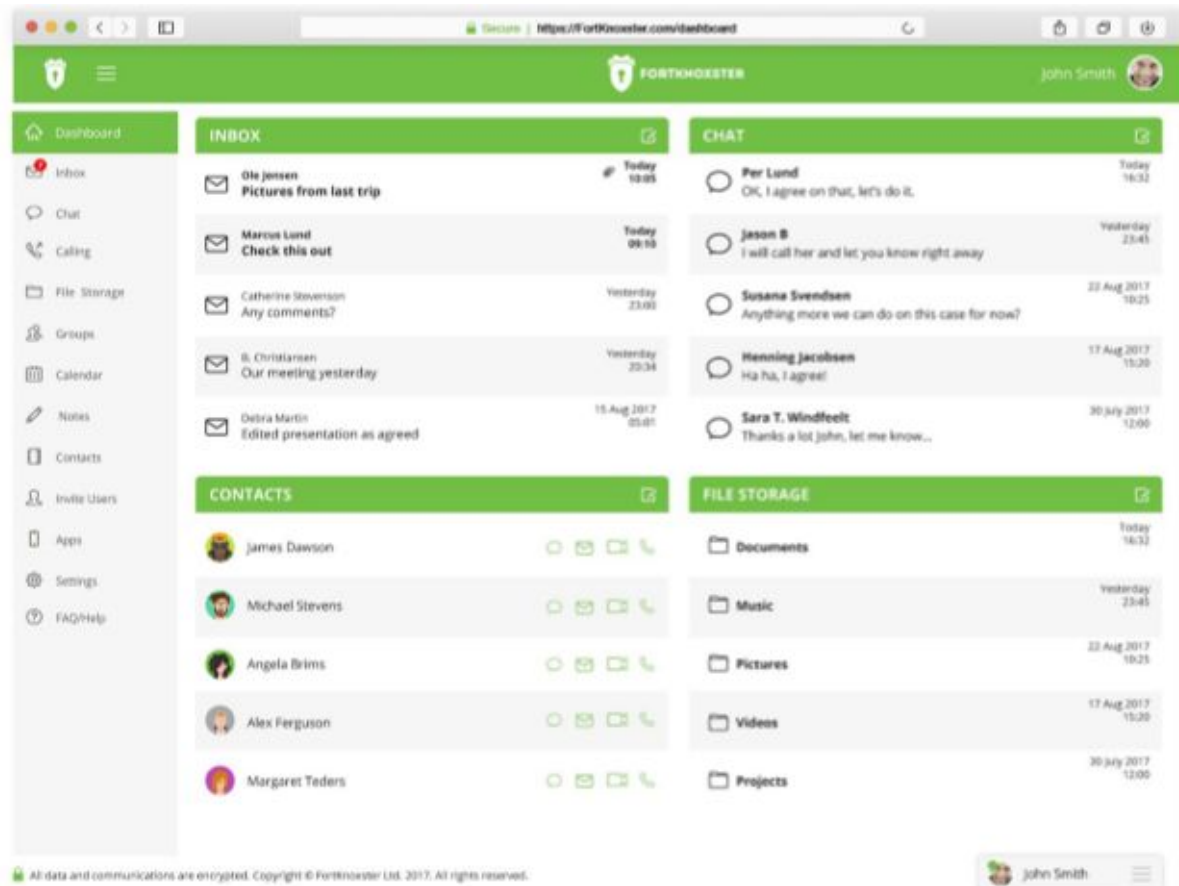 Secure | https://FortKnoxster.com/dashboard
FORTKNOXSTER
John Smith
Dashboard
Inbox
Chat
Calling
File Storage
Groups
Calendar
Notes
Contacts
Invite Users
Apps
Settings
FAQ/Help
INBOX
Ole Jensen
Pictures from last trip
Today
10:05
Marcus Lund
Check this out
Today
09:10
Catherine Stevenson
Any comments?
Yesterday
23:00
B. Christiansen
Our meeting yesterday
Yesterday
20:34
Debra Martin
Edited presentation as agreed
15 Aug 2017
05:01
CHAT
Per Lund
OK, I agree on that, let's do it.
Today
16:32
Jason B
I will call her and let you know right away
Yesterday
23:45
Susana Svendsen
Anything more we can do on this case for now?
22 Aug 2017
10:25
Henning Jacobsen
Ha ha, I agree!
17 Aug 2017
15:20
Sara T. Windfeelt
Thanks a lot John, let me know...
30 July 2017
12:00
CONTACTS
James Dawson
Michael Stevens
Angela Brims
Alex Ferguson
Margaret Teders
FILE STORAGE
Documents
Today
16:32
Music
Yesterday
23:45
Pictures
22 Aug 2017
10:25
Videos
17 Aug 2017
15:20
Projects
30 July 2017
12:00
All data and communications are encrypted. Copyright © FortKnoxster Ltd. 2017. All rights reserved.
John Smith